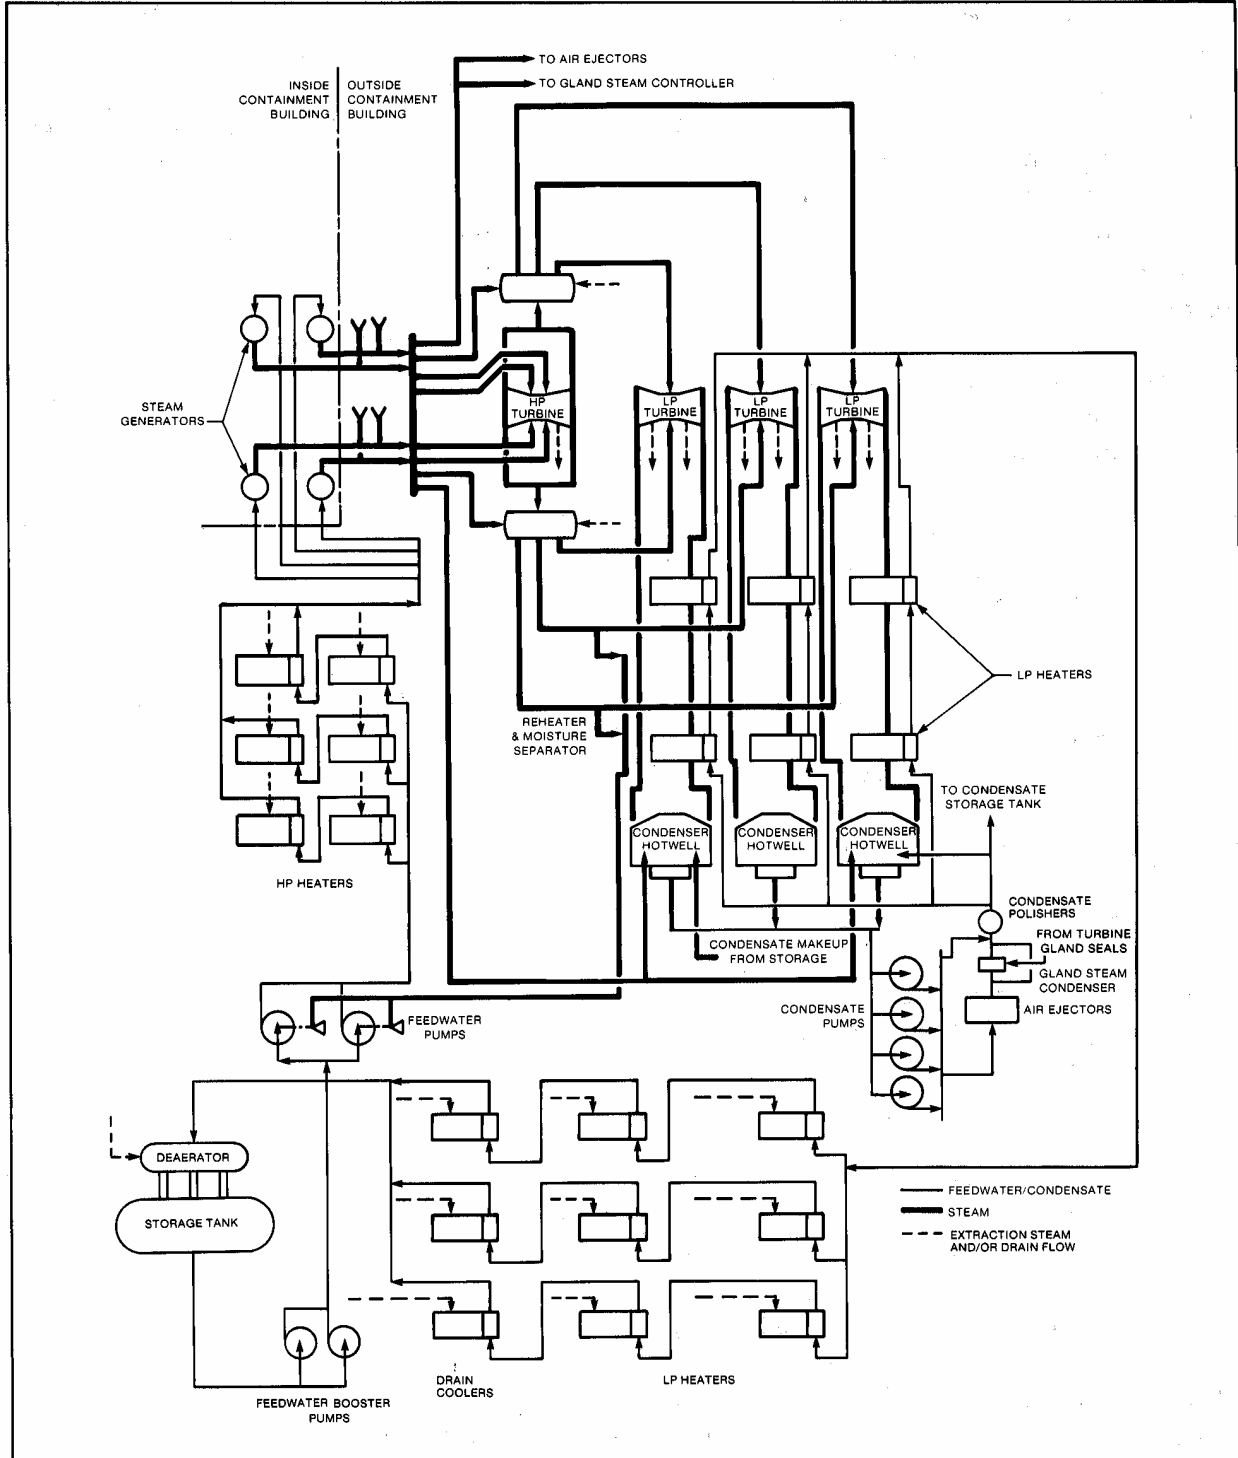 TO AIR EJECTORS
TO GLAND STEAM CONTROLLER
INSIDE
CONTAINMENT
BUILDING
OUTSIDE
CONTAINMENT
BUILDING
STEAM
GENERATORS
HP
TURBINE
LP
TURBINE
LP
TURBINE
LP
TURBINE
LP HEATERS
REHEATER
& MOISTURE
SEPARATOR
TO CONDENSATE
STORAGE TANK
CONDENSER
HOTWELL
CONDENSER
HOTWELL
CONDENSER
HOTWELL
HP HEATERS
CONDENSATE
POLISHERS
FROM TURBINE
GLAND SEALS
CONDENSATE MAKEUP
FROM STORAGE
GLAND STEAM
CONDENSER
CONDENSATE
PUMPS
AIR EJECTORS
FEEDWATER
PUMPS
DEAERATOR
STORAGE TANK
FEEDWATER/CONDENSATE
STEAM
EXTRACTION STEAM
AND/OR DRAIN FLOW
DRAIN
COOLERS
LP HEATERS
FEEDWATER BOOSTER
PUMPS